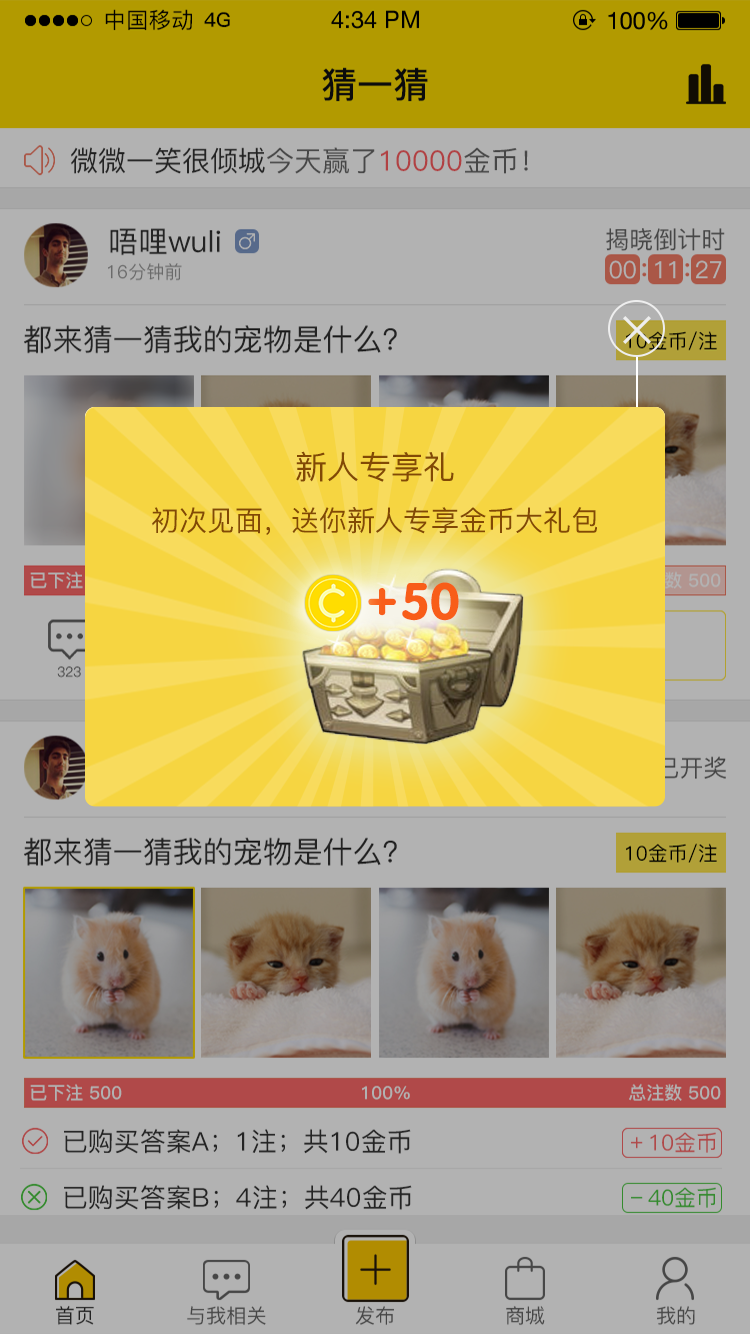 中国移动 4G 4:34 PM 100%
猜一猜
微微一笑很倾城今天赢了10000金币！
唔哩wuli
揭晓倒计时
16分钟前
00:11:27
都来猜一猜我的宠物是什么？
10金币/注
新人专享礼
初次见面，送你新人专享金币大礼包
+50
已下注
数 500
323
已开奖
都来猜一猜我的宠物是什么？
10金币/注
已下注 500 100% 总注数 500
已购买答案A；1注；共10金币 +10金币
已购买答案B；4注；共40金币 −40金币
首页 与我相关 发布 商城 我的